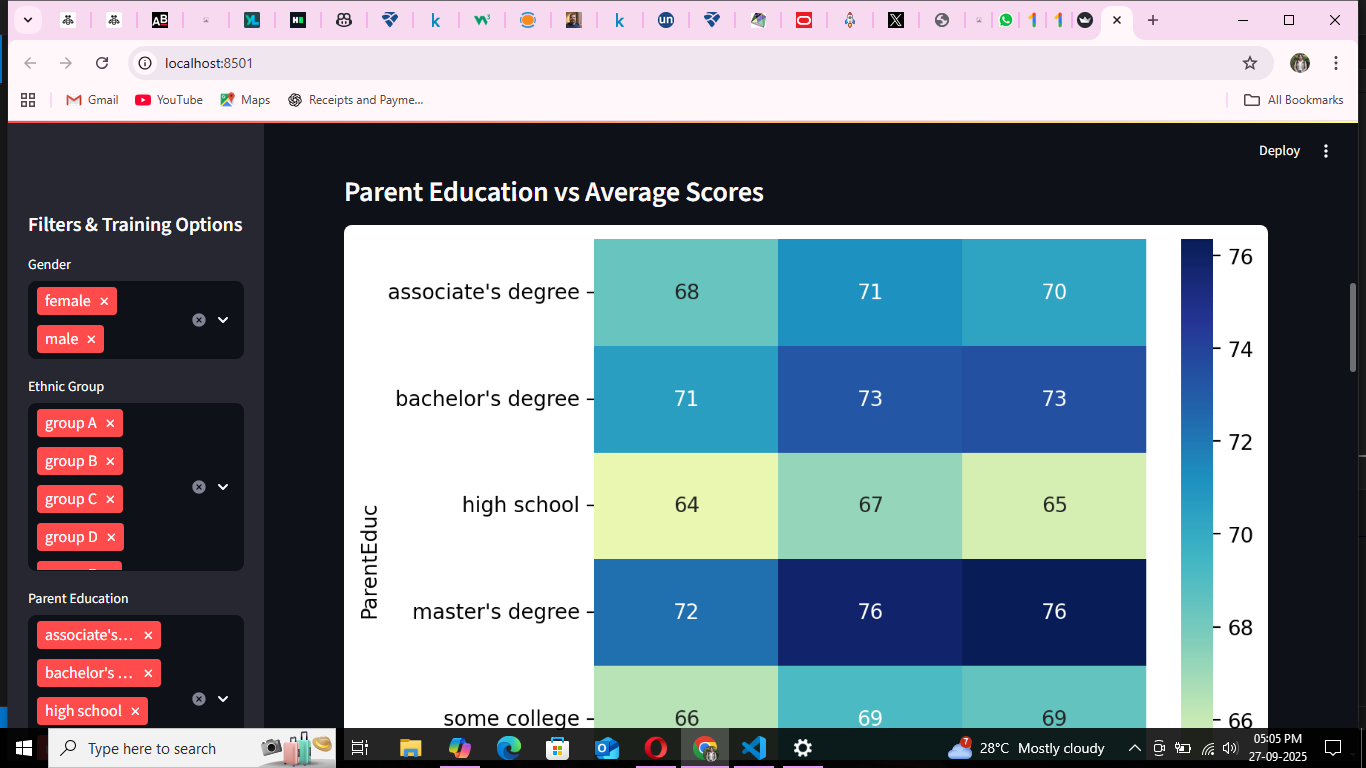 localhost:8501
Gmail
YouTube
Maps
Receipts and Payme...
All Bookmarks
Deploy
Filters & Training Options
Gender
female
male
Ethnic Group
group A
group B
group C
group D
Parent Education
associate's...
bachelor's ...
high school
Parent Education vs Average Scores
ParentEduc
associate's degree 68 71 70
bachelor's degree 71 73 73
high school 64 67 65
master's degree 72 76 76
some college 66 69 69
76
74
72
70
68
66
Type here to search
28°C Mostly cloudy
05:05 PM
27-09-2025